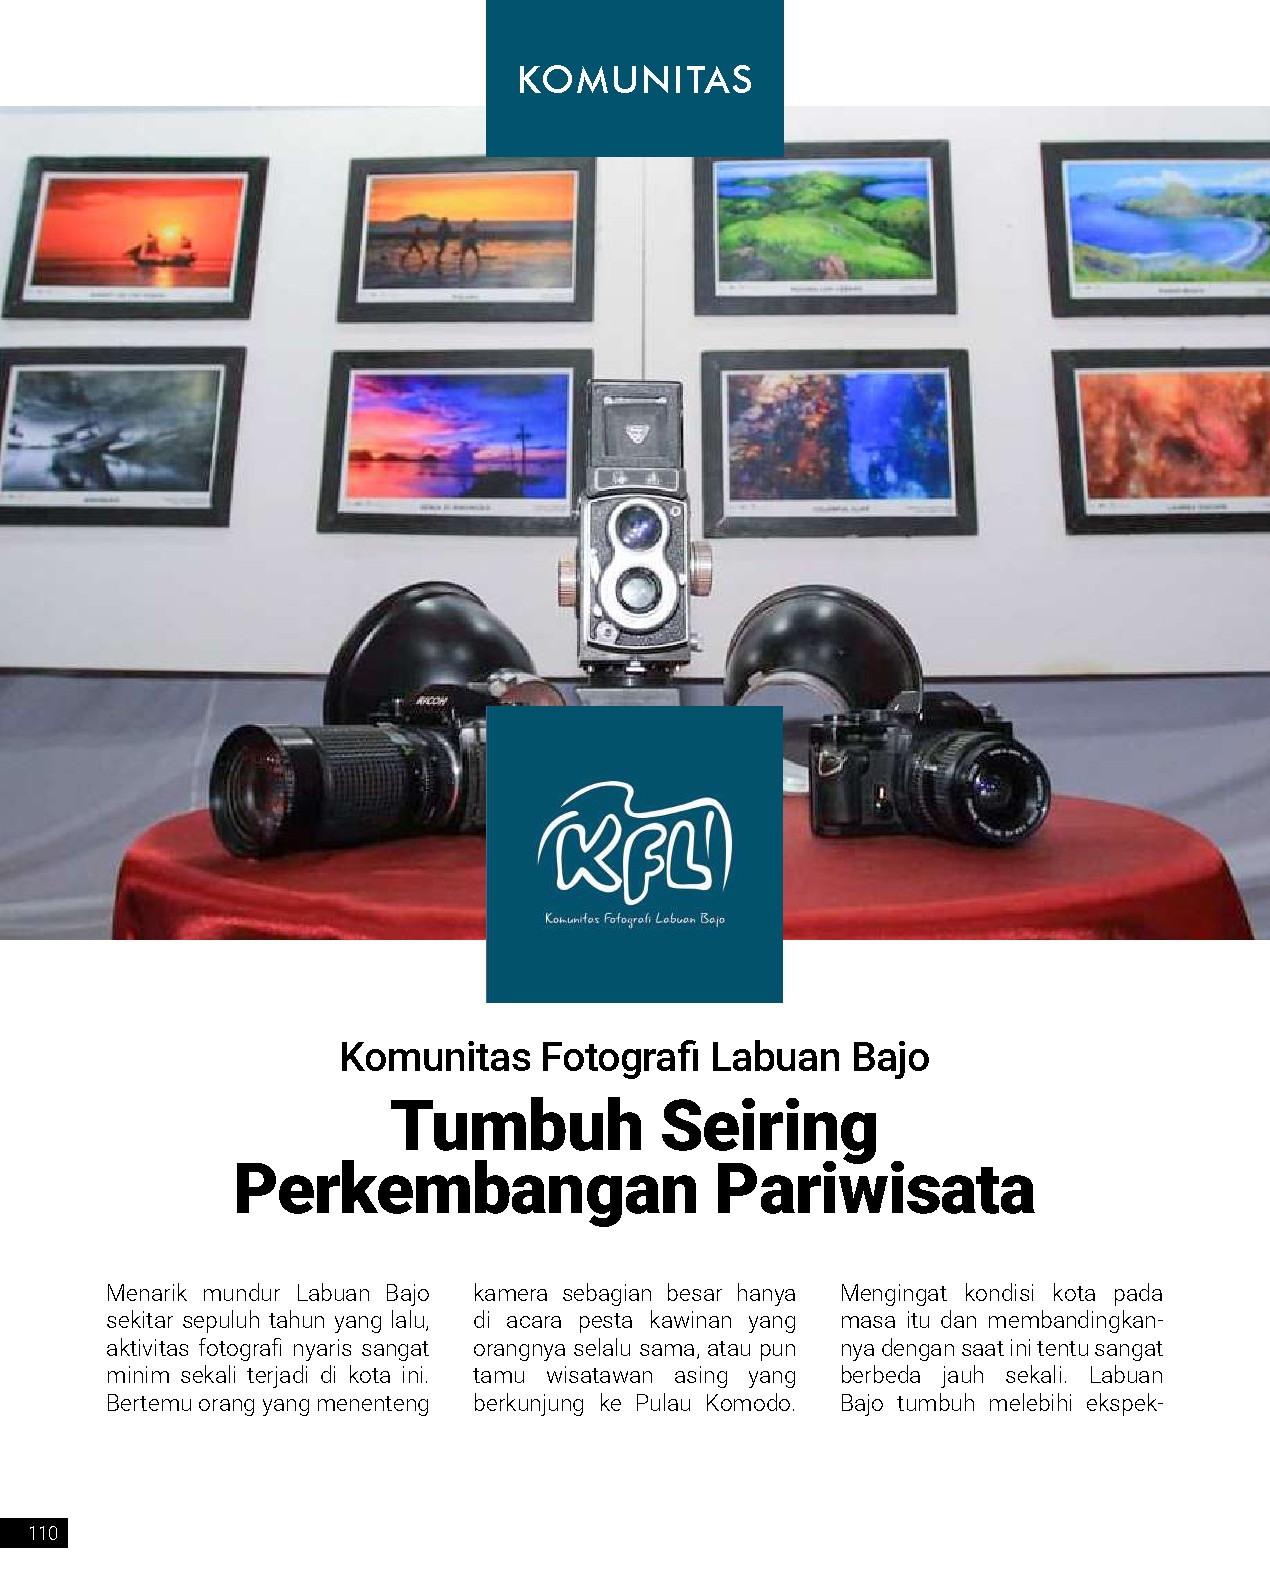 KOMUNITAS
RICOH
KFL
Komunitas Fotografi Labuan Bajo
Komunitas Fotografi Labuan Bajo
Tumbuh Seiring
Perkembangan Pariwisata
Menarik mundur Labuan Bajo
sekitar sepuluh tahun yang lalu,
aktivitas fotografi nyaris sangat
minim sekali terjadi di kota ini.
Bertemu orang yang menenteng
kamera sebagian besar hanya
di acara pesta kawinan yang
orangnya selalu sama, atau pun
tamu wisatawan asing yang
berkunjung ke Pulau Komodo.
Mengingat kondisi kota pada
masa itu dan membandingkan-
nya dengan saat ini tentu sangat
berbeda jauh sekali. Labuan
Bajo tumbuh melebihi ekspek-
110